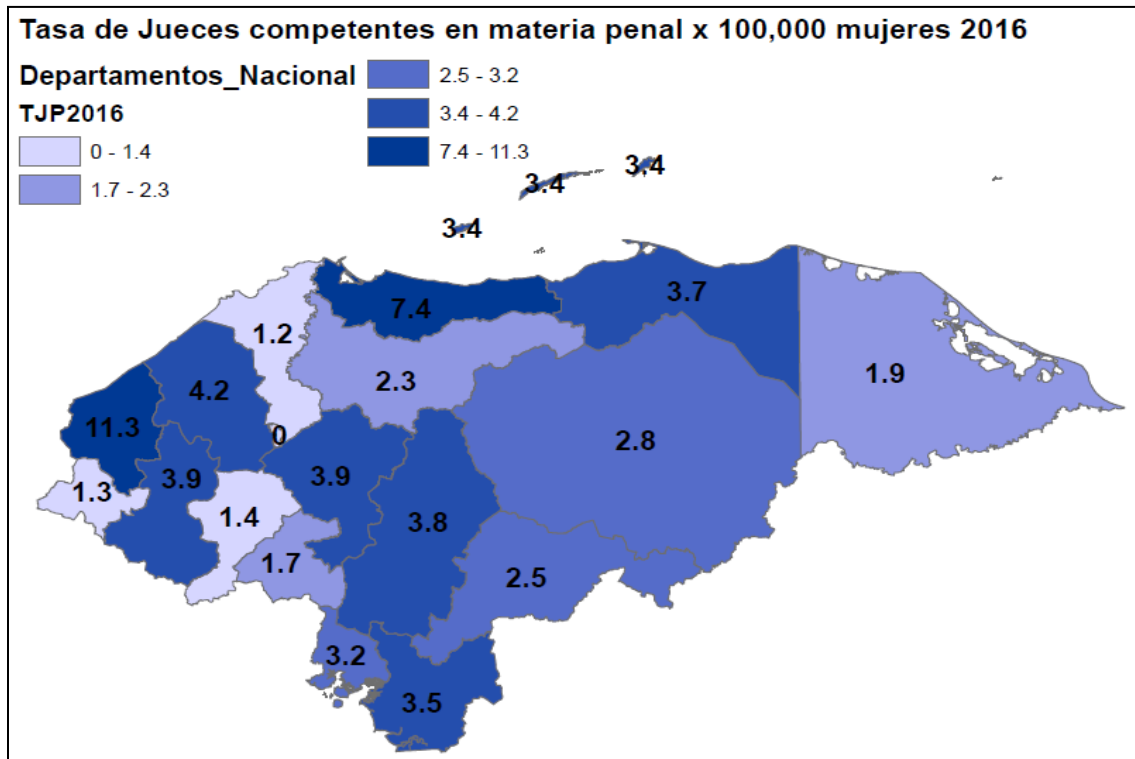 Tasa de Jueces competentes en materia penal x 100,000 mujeres 2016
Departamentos_Nacional
TJP2016
0 - 1.4
1.7 - 2.3
2.5 - 3.2
3.4 - 4.2
7.4 - 11.3
3.4
3.4
3.4
7.4
3.7
1.2
2.3
1.9
4.2
11.3
0
2.8
3.9
3.9
1.3
1.4
3.8
1.7
2.5
3.2
3.5